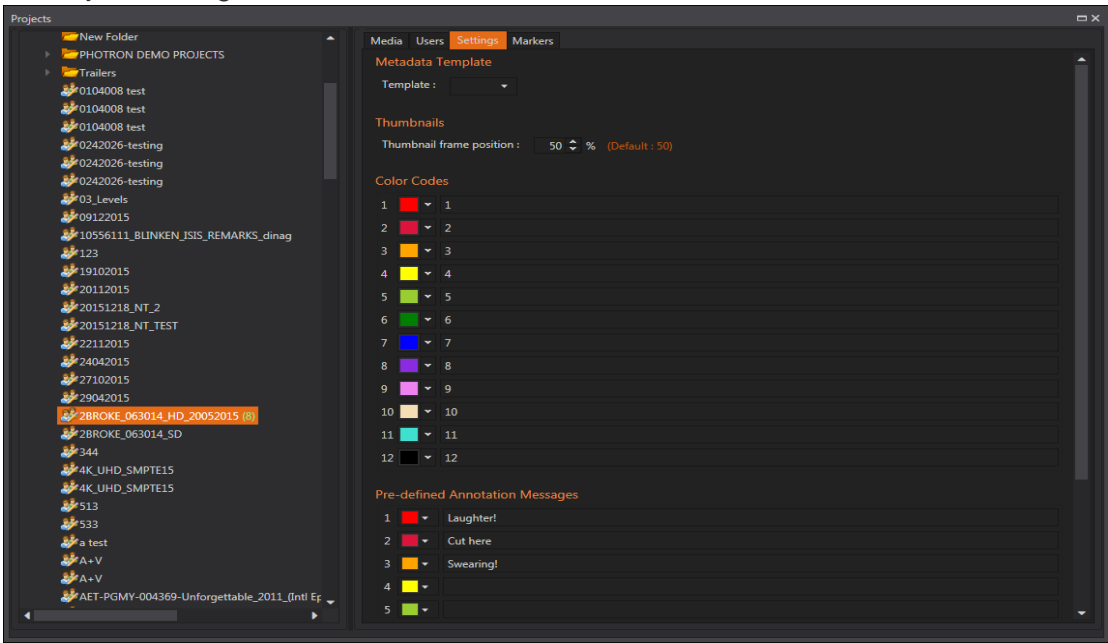 Projects
New Folder
PHOTRON DEMO PROJECTS
Trailers
0104008 test
0104008 test
0104008 test
0242026-testing
0242026-testing
0242026-testing
03_Levels
09122015
10556111_BLINKEN_ISIS_REMARKS_dinag
123
19102015
20112015
20151218_NT_2
20151218_NT_TEST
22112015
24042015
27102015
29042015
2BROKE_063014_HD_20052015 (8)
2BROKE_063014_SD
344
4K_UHD_SMPTE15
4K_UHD_SMPTE15
513
533
a test
A+V
A+V
AET-PGMY-004369-Unforgettable_2011_(Intl Ep
Media Users Settings Markers
Metadata Template
Template :
Thumbnails
Thumbnail frame position : 50 % (Default : 50)
Color Codes
1 1
2 2
3 3
4 4
5 5
6 6
7 7
8 8
9 9
10 10
11 11
12 12
Pre-defined Annotation Messages
1 Laughter!
2 Cut here
3 Swearing!
4
5